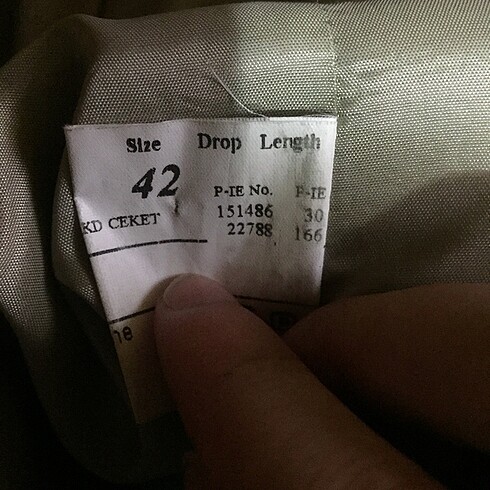 Size Drop Length
42
P-IE No. P-IE
KD CEKET 151486 30
22788 166